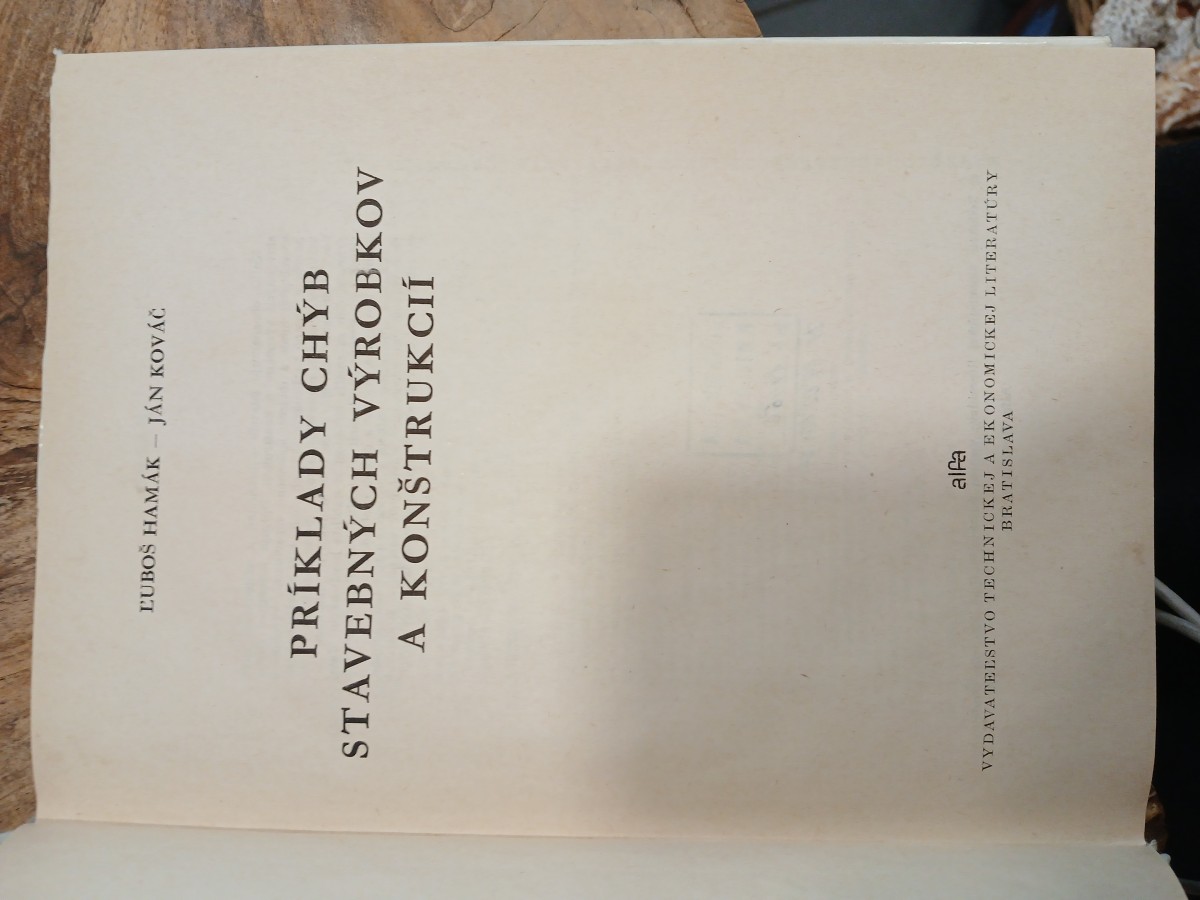 ĽUBOŠ HAMÁK – JÁN KOVÁČ
PRÍKLADY CHÝB
STAVEBNÝCH VÝROBKOV
A KONŠTRUKCIÍ
alfa
VYDAVATEĽSTVO TECHNICKEJ A EKONOMICKEJ LITERATÚRY
BRATISLAVA